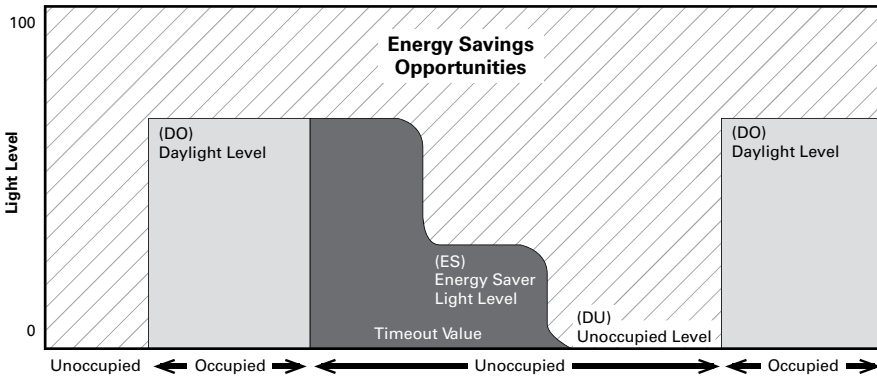 100
Energy Savings
Opportunities
(DO)
Daylight Level
(DO)
Daylight Level
Light Level
(ES)
Energy Saver
Light Level
(DU)
Unoccupied Level
Timeout Value
0
Unoccupied
Occupied
Unoccupied
Occupied